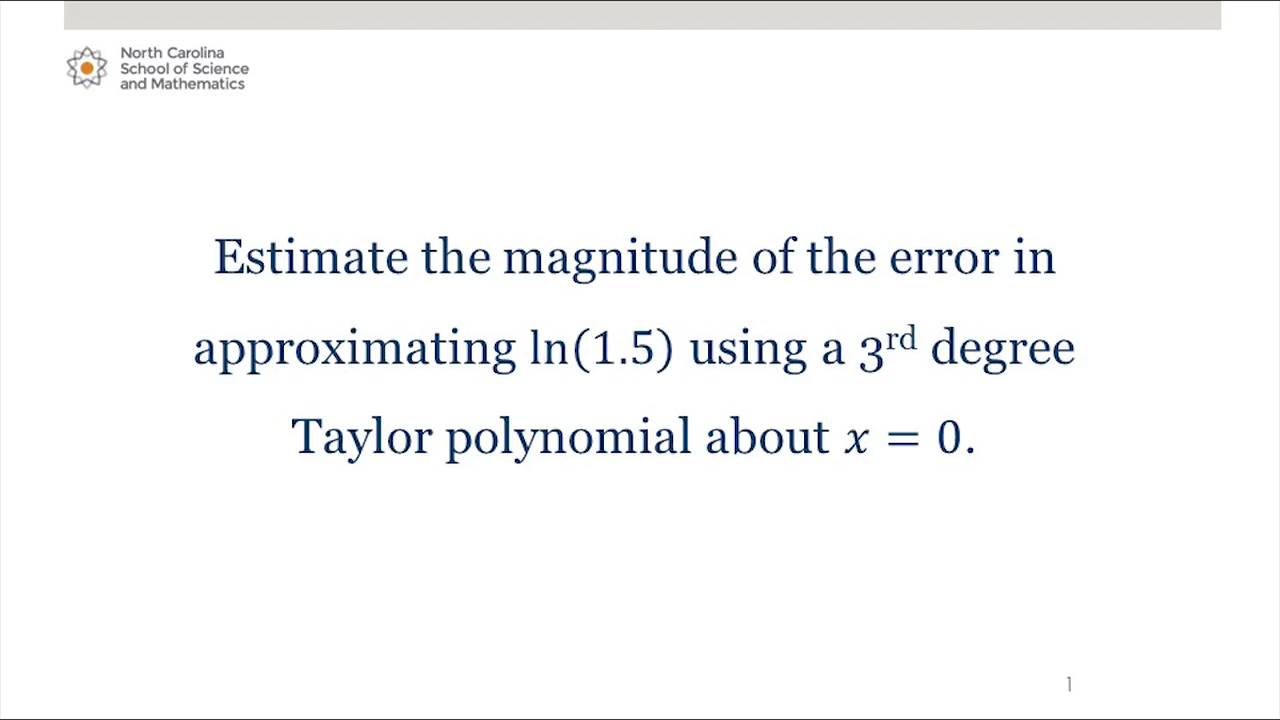 North Carolina
School of Science
and Mathematics
Estimate the magnitude of the error in
approximating ln(1.5) using a 3rd degree
Taylor polynomial about x = 0.
1